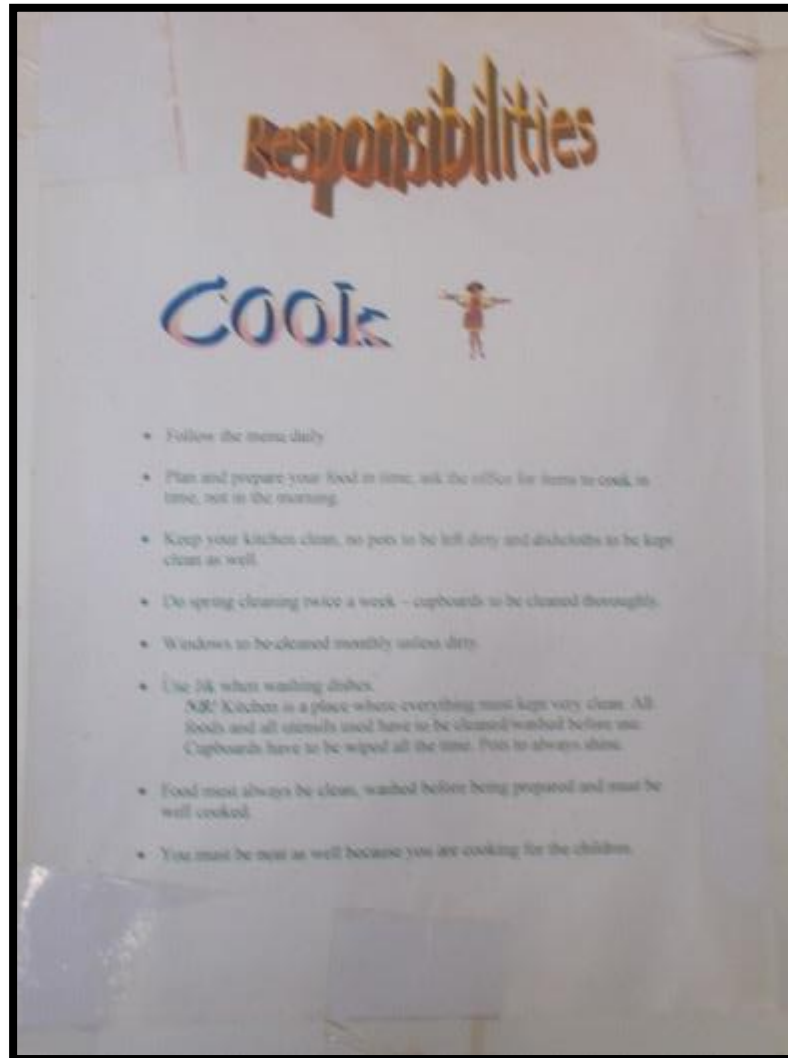 Responsibilities
Cook
• Follow the menu daily
• Plan and prepare your food in time, ask the office for items to cook in
time, not in the morning.
• Keep your kitchen clean, no pots to be left dirty and dishcloths to be kept
clean as well.
• Do spring cleaning twice a week – cupboards to be cleaned thoroughly.
• Windows to be cleaned monthly unless dirty.
• Use Jik when washing dishes.
NB! Kitchen is a place where everything must kept very clean. All
foods and all utensils used have to be cleaned/washed before use.
Cupboards have to be wiped all the time. Pots to always shine.
• Food must always be clean, washed before being prepared and must be
well cooked.
• You must be neat as well because you are cooking for the children.